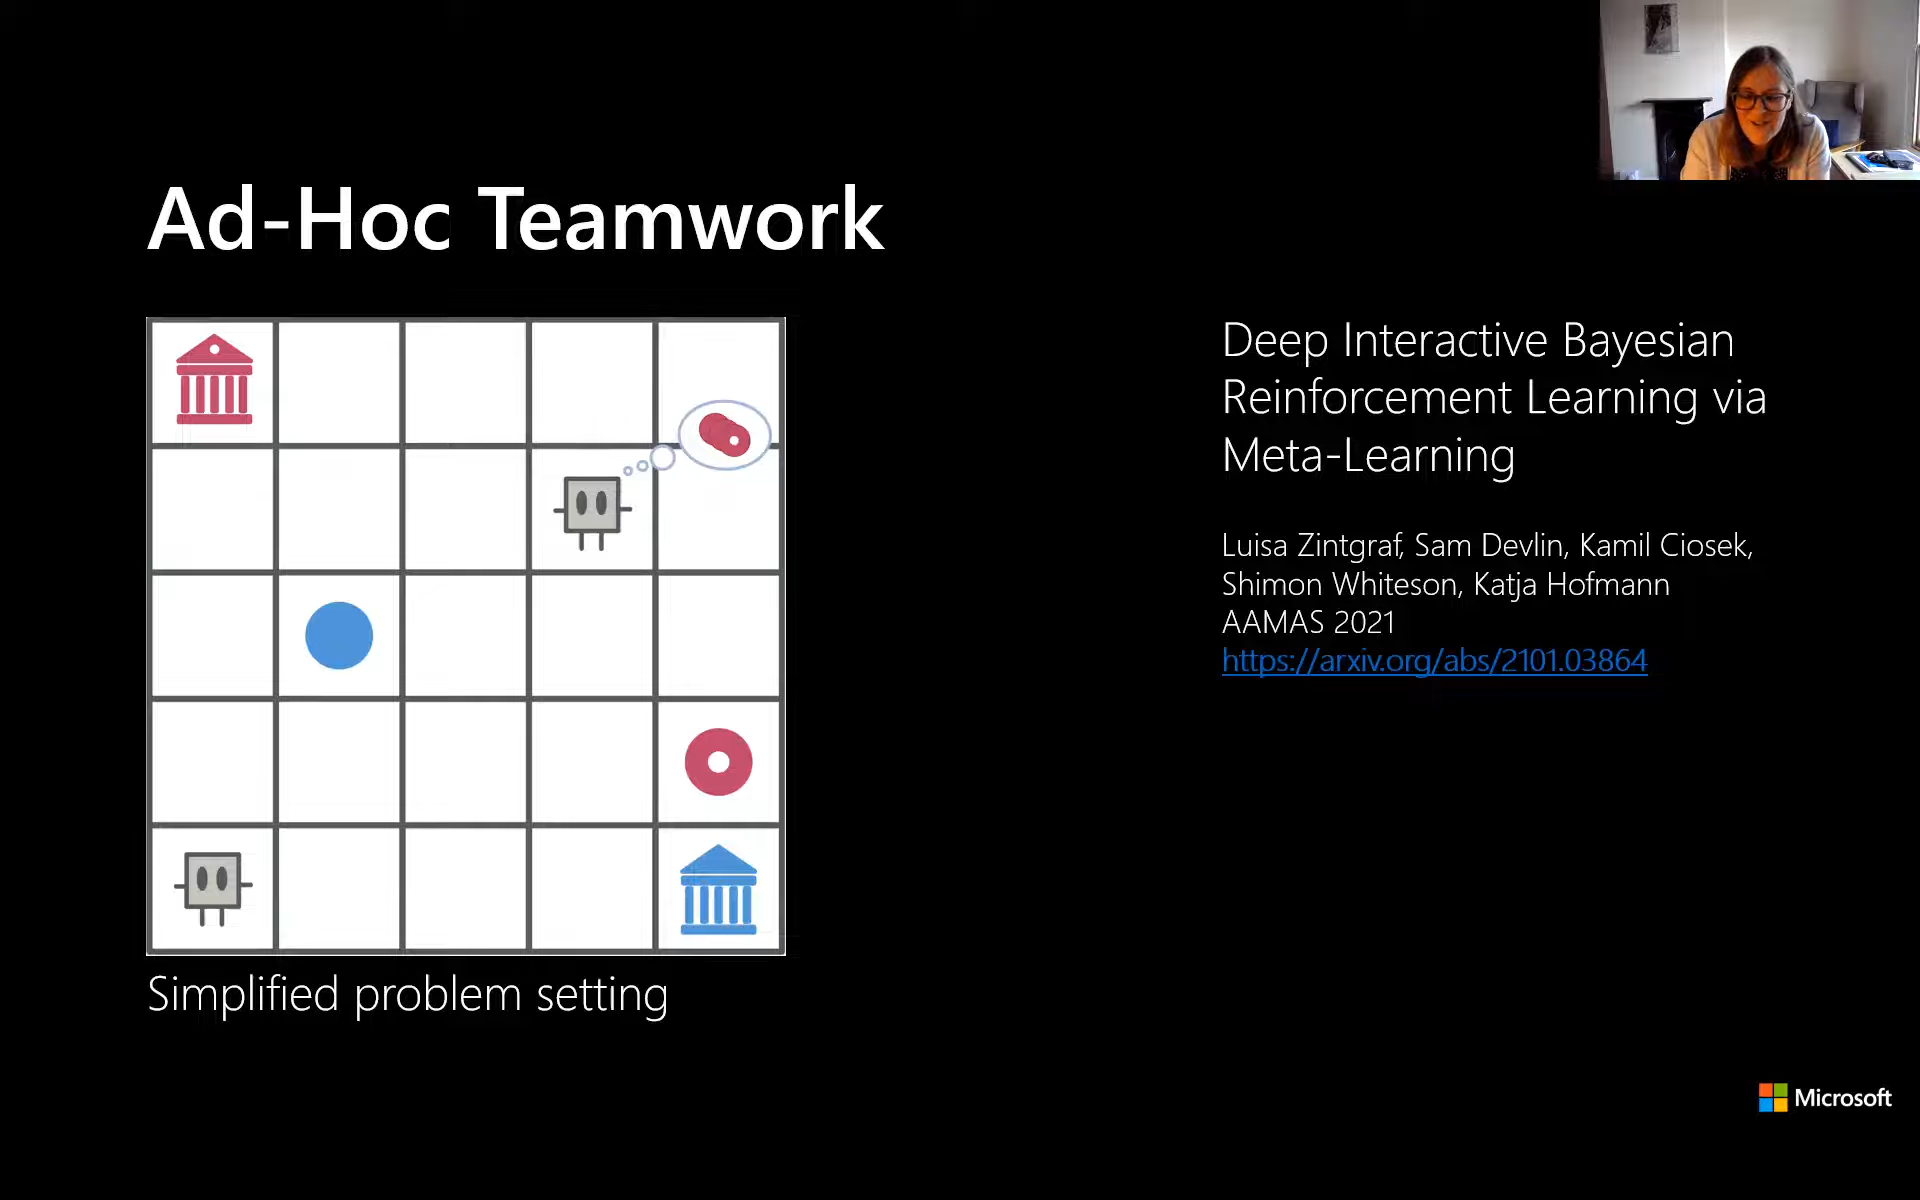 Ad-Hoc Teamwork
Deep Interactive Bayesian
Reinforcement Learning via
Meta-Learning
Luisa Zintgraf, Sam Devlin, Kamil Ciosek,
Shimon Whiteson, Katja Hofmann
AAMAS 2021
https://arxiv.org/abs/2101.03864
Simplified problem setting
Microsoft